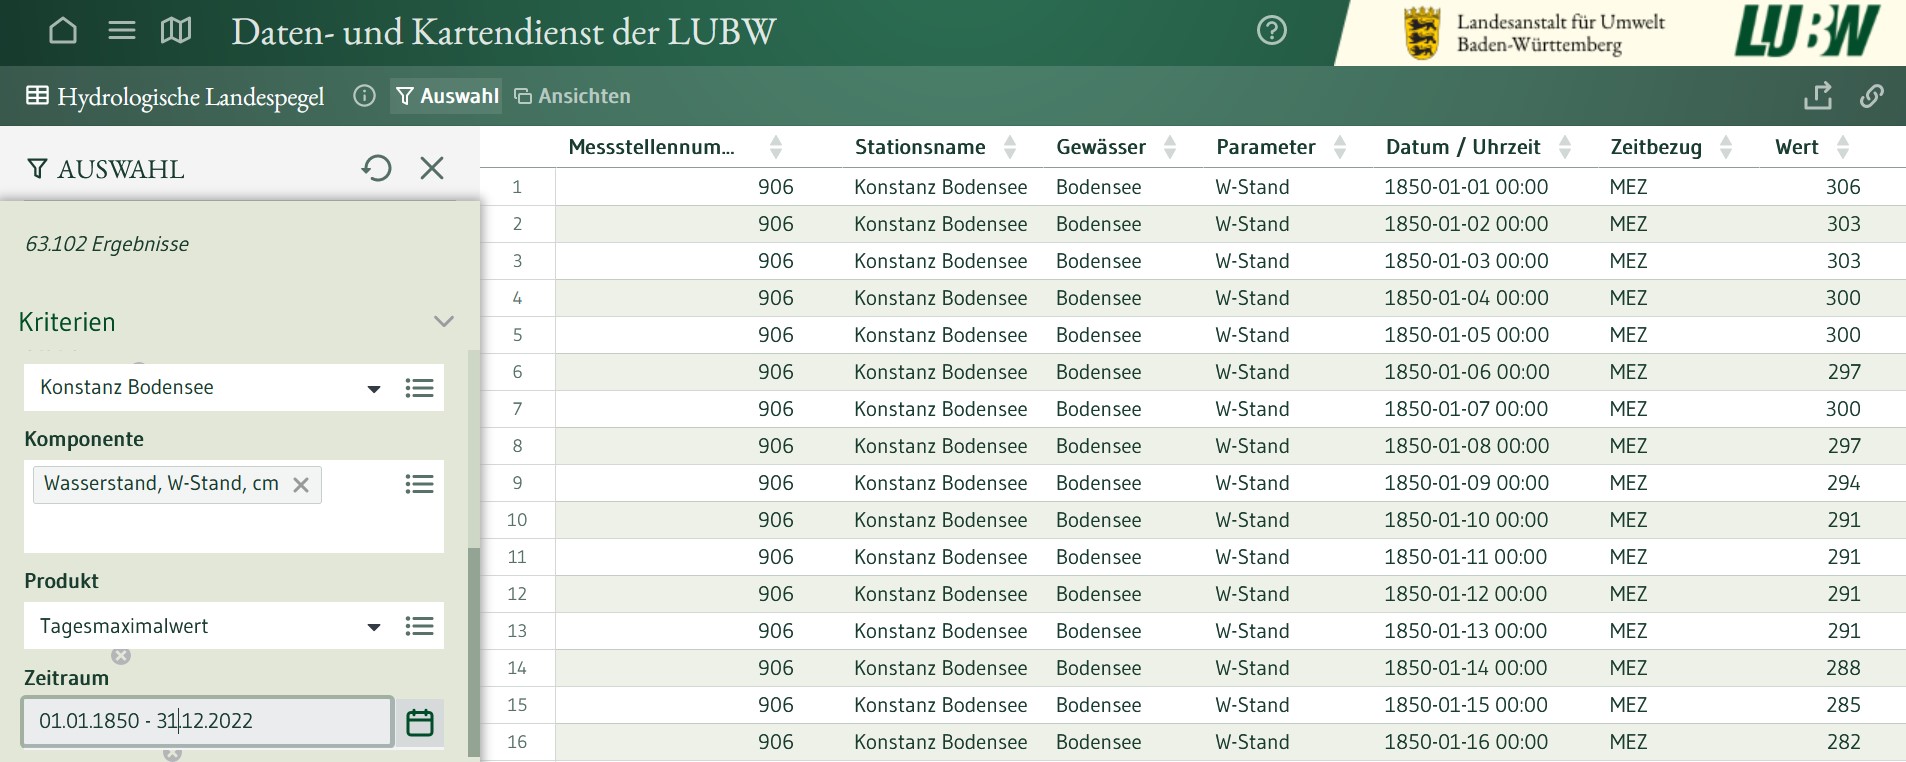 Daten- und Kartendienst der LUBW
Landesanstalt für Umwelt
Baden-Württemberg
LUBW
Hydrologische Landespegel
Auswahl
Ansichten
AUSWAHL
63.102 Ergebnisse
Kriterien
Konstanz Bodensee
Komponente
Wasserstand, W-Stand, cm
Produkt
Tagesmaximalwert
Zeitraum
01.01.1850 - 31.12.2022
Messstellennum... Stationsname Gewässer Parameter Datum / Uhrzeit Zeitbezug Wert
1 906 Konstanz Bodensee Bodensee W-Stand 1850-01-01 00:00 MEZ 306
2 906 Konstanz Bodensee Bodensee W-Stand 1850-01-02 00:00 MEZ 303
3 906 Konstanz Bodensee Bodensee W-Stand 1850-01-03 00:00 MEZ 303
4 906 Konstanz Bodensee Bodensee W-Stand 1850-01-04 00:00 MEZ 300
5 906 Konstanz Bodensee Bodensee W-Stand 1850-01-05 00:00 MEZ 300
6 906 Konstanz Bodensee Bodensee W-Stand 1850-01-06 00:00 MEZ 297
7 906 Konstanz Bodensee Bodensee W-Stand 1850-01-07 00:00 MEZ 300
8 906 Konstanz Bodensee Bodensee W-Stand 1850-01-08 00:00 MEZ 297
9 906 Konstanz Bodensee Bodensee W-Stand 1850-01-09 00:00 MEZ 294
10 906 Konstanz Bodensee Bodensee W-Stand 1850-01-10 00:00 MEZ 291
11 906 Konstanz Bodensee Bodensee W-Stand 1850-01-11 00:00 MEZ 291
12 906 Konstanz Bodensee Bodensee W-Stand 1850-01-12 00:00 MEZ 291
13 906 Konstanz Bodensee Bodensee W-Stand 1850-01-13 00:00 MEZ 291
14 906 Konstanz Bodensee Bodensee W-Stand 1850-01-14 00:00 MEZ 288
15 906 Konstanz Bodensee Bodensee W-Stand 1850-01-15 00:00 MEZ 285
16 906 Konstanz Bodensee Bodensee W-Stand 1850-01-16 00:00 MEZ 282